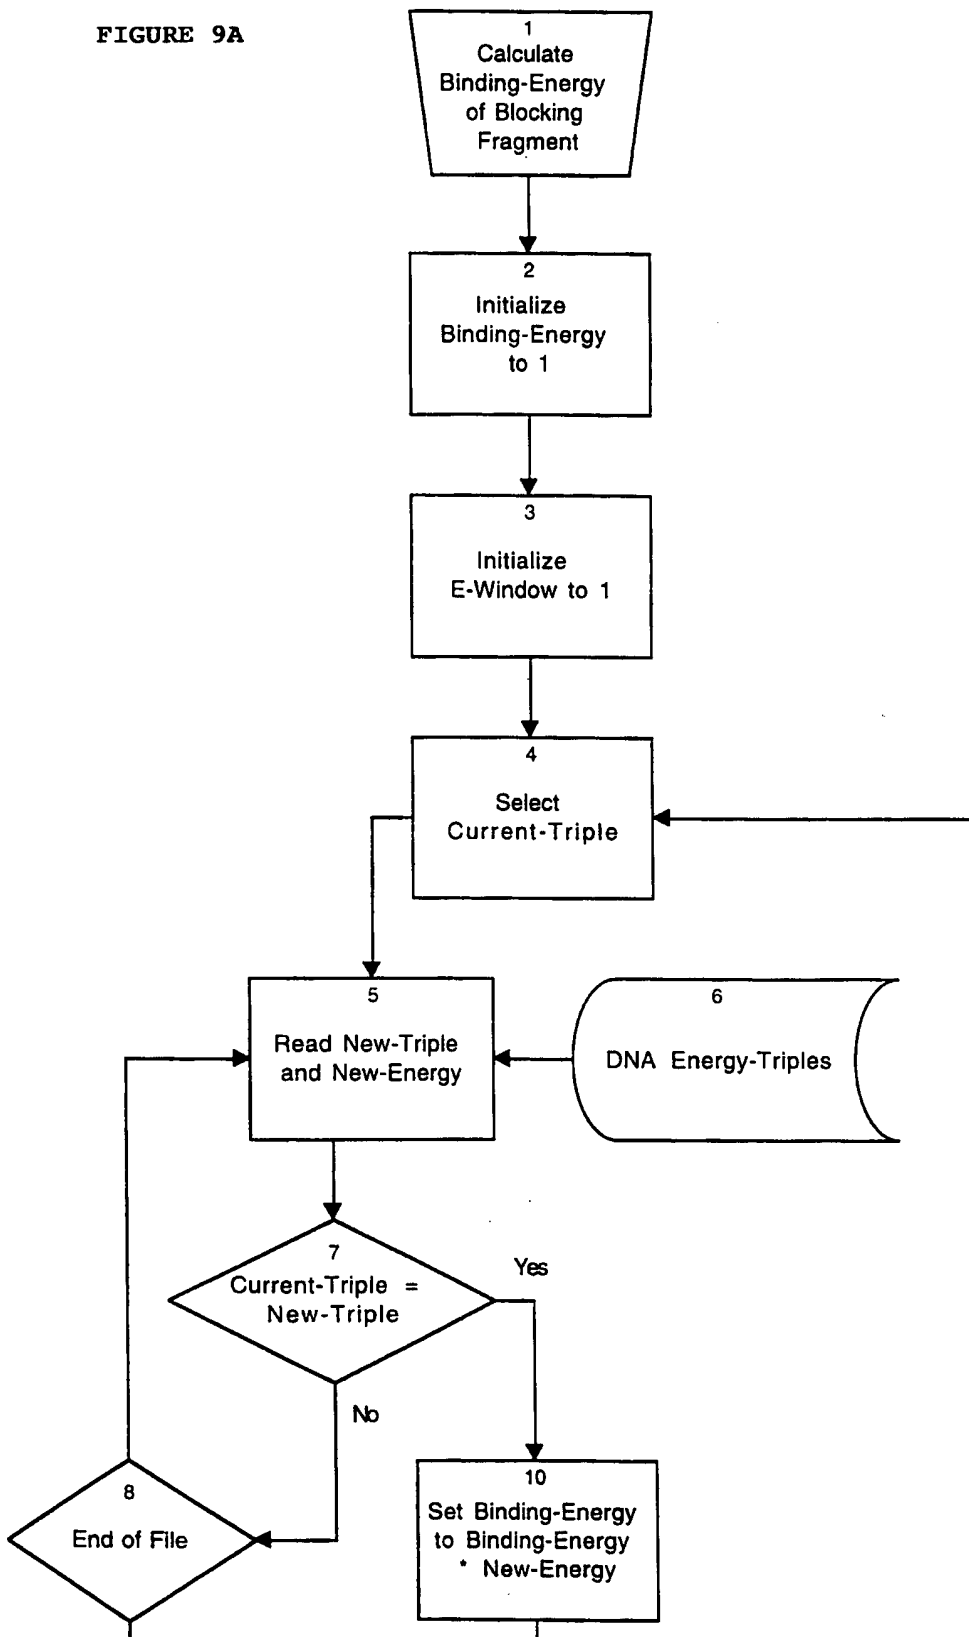 FIGURE 9A
1
Calculate
Binding-Energy
of Blocking
Fragment
2
Initialize
Binding-Energy
to 1
3
Initialize
E-Window to 1
4
Select
Current-Triple
5
Read New-Triple
and New-Energy
6
DNA Energy-Triples
7
Current-Triple =
New-Triple
Yes
No
8
End of File
10
Set Binding-Energy
to Binding-Energy
* New-Energy